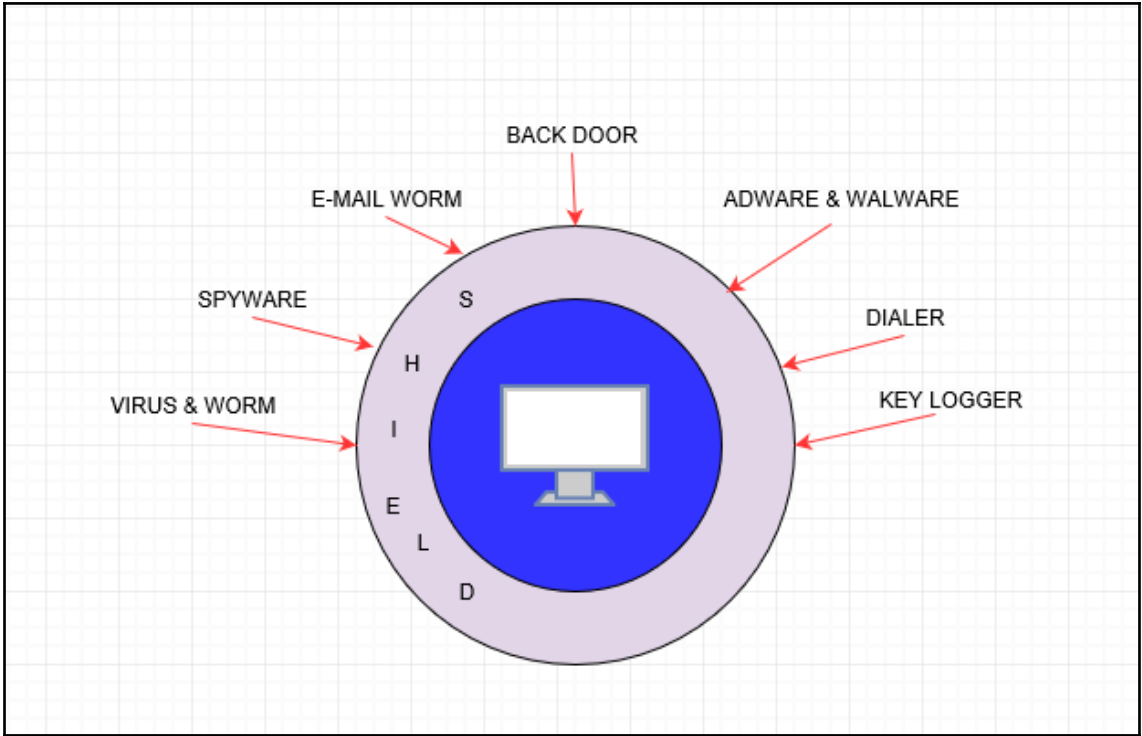 BACK DOOR
E-MAIL WORM
ADWARE & WALWARE
SPYWARE
DIALER
VIRUS & WORM
KEY LOGGER
S
H
I
E
L
D